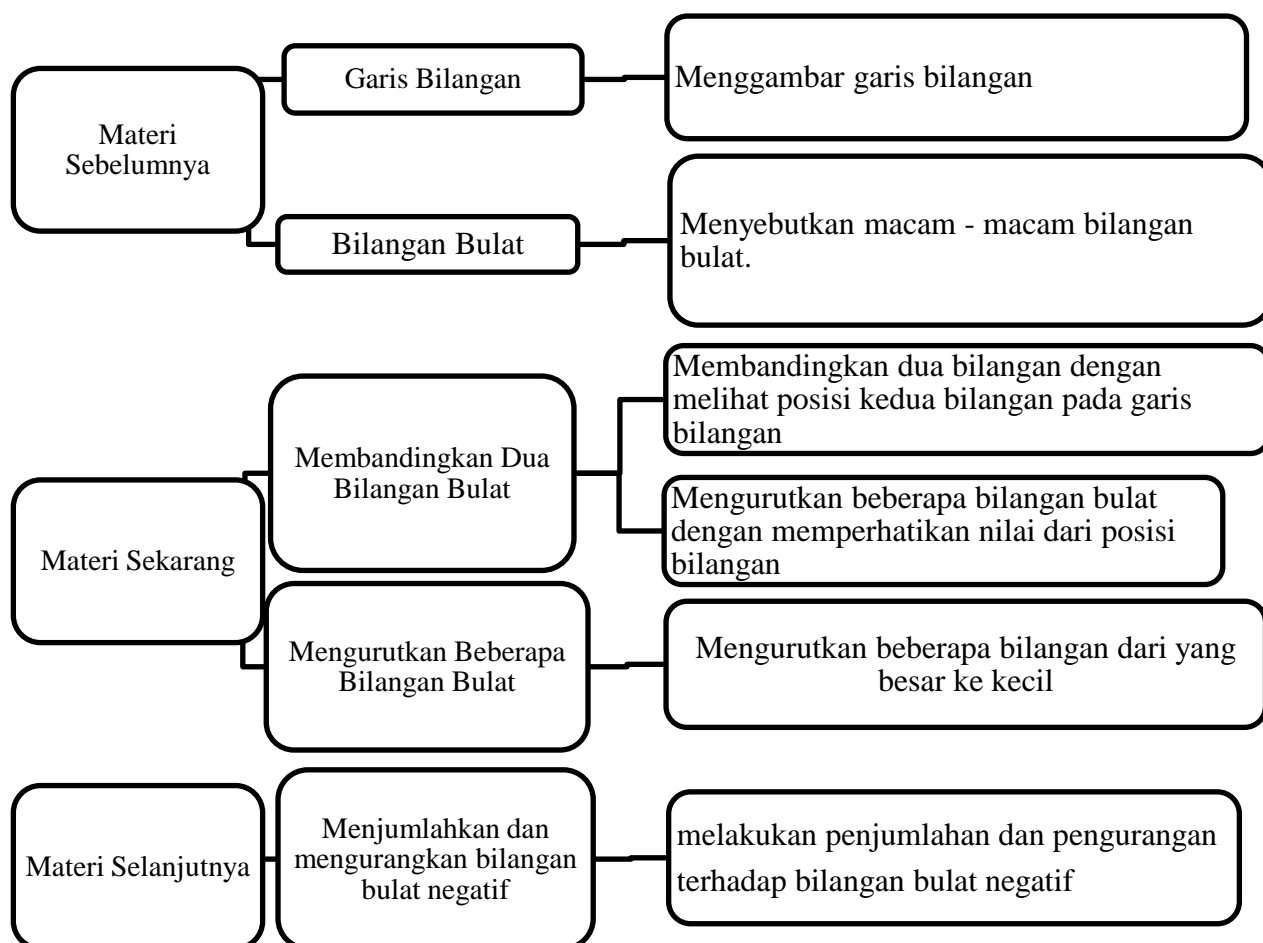 Materi
Sebelumnya
Garis Bilangan
Menggambar garis bilangan
Bilangan Bulat
Menyebutkan macam - macam bilangan
bulat.
Materi Sekarang
Membandingkan Dua
Bilangan Bulat
Membandingkan dua bilangan dengan
melihat posisi kedua bilangan pada garis
bilangan
Mengurutkan beberapa bilangan bulat
dengan memperhatikan nilai dari posisi
bilangan
Mengurutkan Beberapa
Bilangan Bulat
Mengurutkan beberapa bilangan dari yang
besar ke kecil
Materi Selanjutnya
Menjumlahkan dan
mengurangkan bilangan
bulat negatif
melakukan penjumlahan dan pengurangan
terhadap bilangan bulat negatif